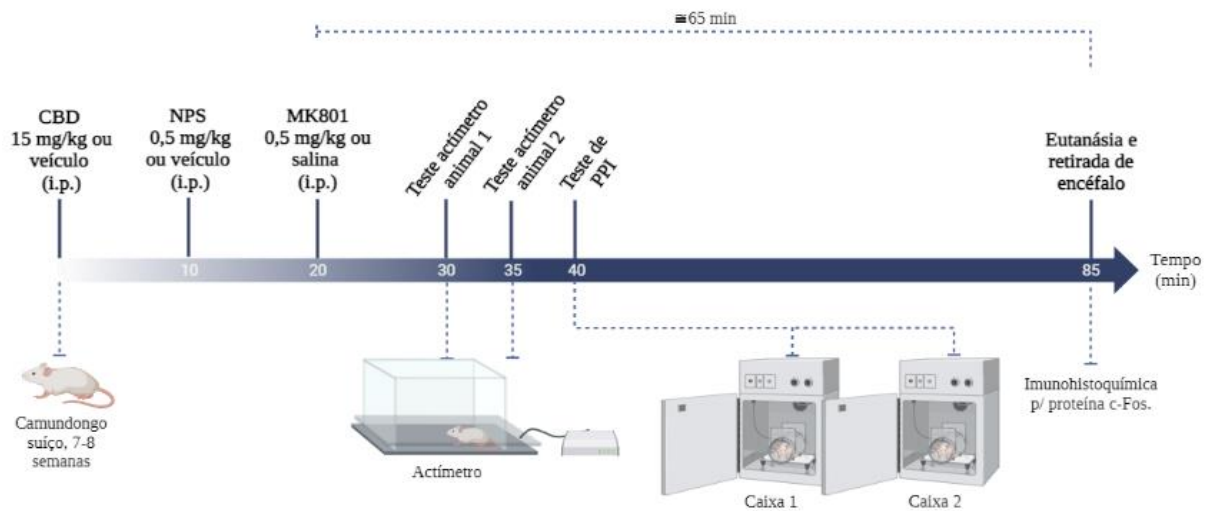 ≅65 min
CBD
15 mg/kg ou
veículo
(i.p.)
NPS
0,5 mg/kg
ou veículo
(i.p.)
MK801
0,5 mg/kg ou
salina
(i.p.)
Teste actímetro
animal 1
Teste actímetro
animal 2
Teste de
PPI
Eutanásia e
retirada de
encéfalo
10
20
30
35
40
85
Tempo
(min)
Camundongo
suíço, 7-8
semanas
Actímetro
Caixa 1
Caixa 2
Imunohistoquímica
p/ proteína c-Fos.